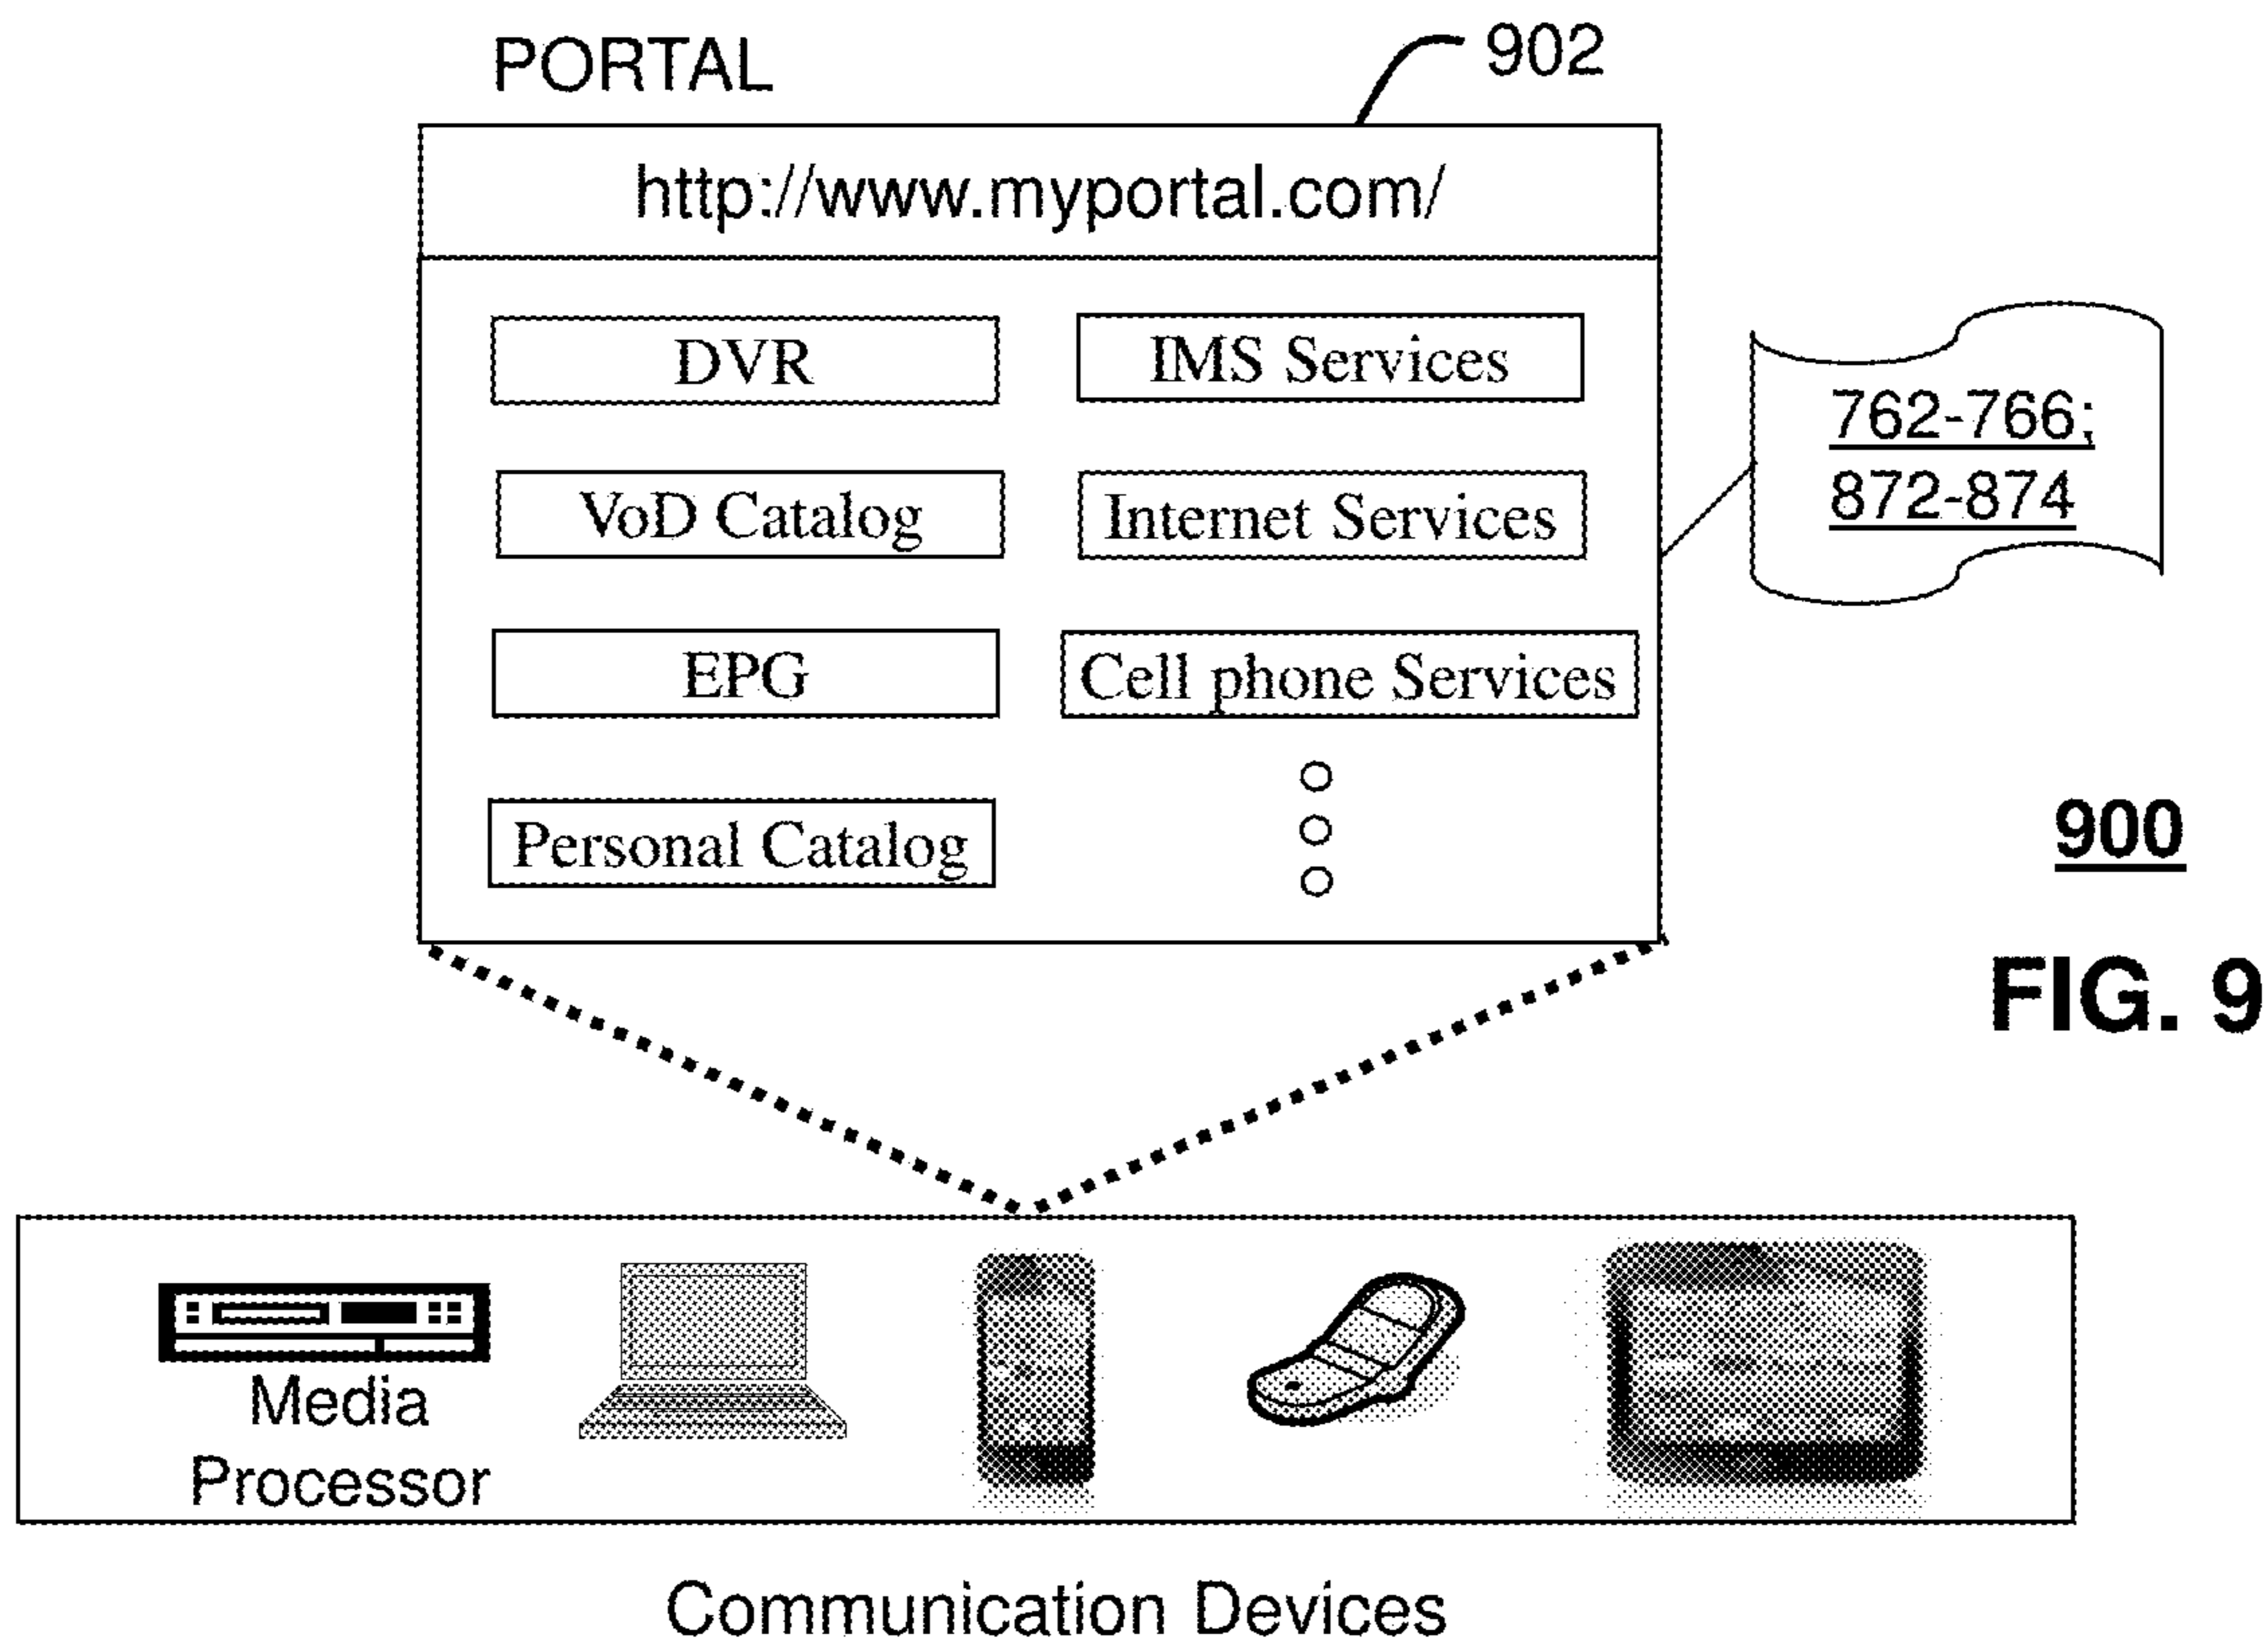 PORTAL
902
http://www.myportal.com/
DVR
IMS Services
VoD Catalog
Internet Services
EPG
Cell phone Services
Personal Catalog
762-766;
872-874
900
FIG. 9
Media
Processor
Communication Devices